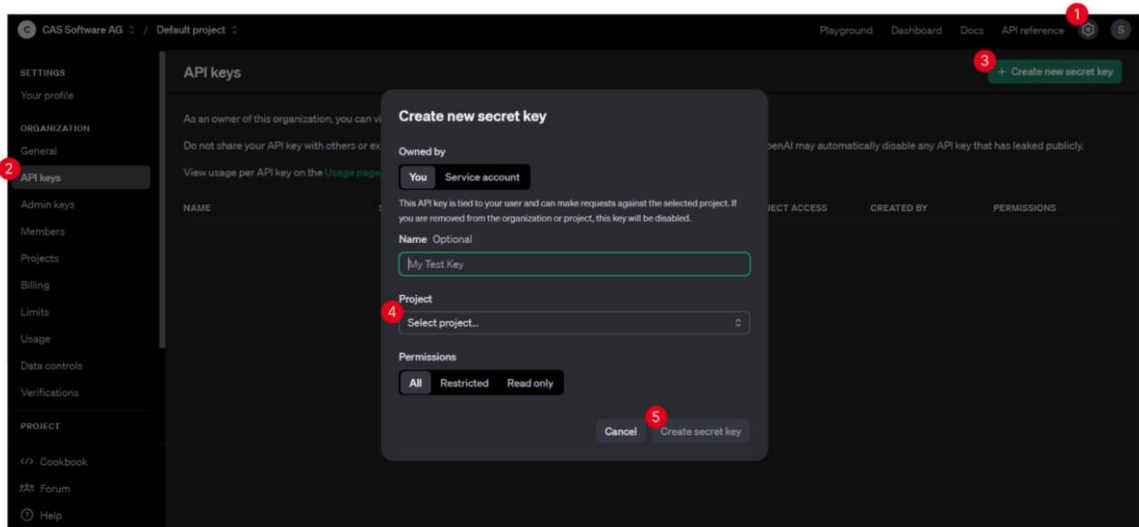 C CAS Software AG / Default project
Playground Dashboard Docs API reference 1 S
SETTINGS
Your profile
ORGANIZATION
General
2
API keys
Admin keys
Members
Projects
Billing
Limits
Usage
Data controls
Verifications
PROJECT
Cookbook
Forum
Help
API keys
3
+ Create new secret key
As an owner of this organization, you can vi
Do not share your API key with others or ex
penAI may automatically disable any API key that has leaked publicly.
View usage per API key on the Usage page
NAME
S
JECT ACCESS CREATED BY PERMISSIONS
Create new secret key
Owned by
You Service account
This API key is tied to your user and can make requests against the selected project. If
you are removed from the organization or project, this key will be disabled.
Name Optional
My Test Key
Project
4
Select project...
Permissions
All Restricted Read only
5
Cancel Create secret key